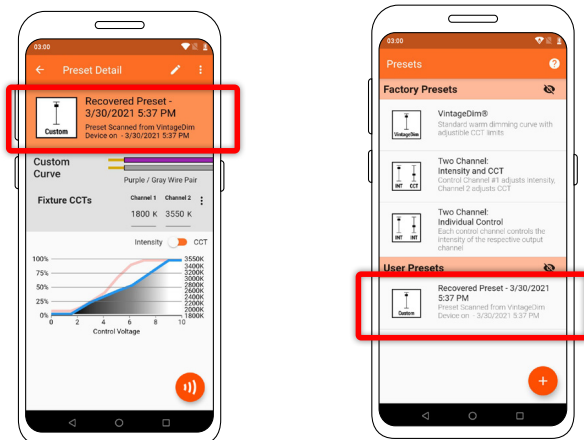 03:00
Preset Detail
Custom
Recovered Preset -
3/30/2021 5:37 PM
Preset Scanned from VintageDim
Device on - 3/30/2021 5:37 PM
Custom
Curve
Purple / Gray Wire Pair
Fixture CCTs
Channel 1
Channel 2
1800 K
3550 K
Intensity
CCT
100%
75%
50%
25%
0%
3550K
3400K
3200K
3000K
2800K
2600K
2400K
2200K
2000K
1800K
0 2 4 6 8 10
Control Voltage
03:00
Presets
?
Factory Presets
VintageDim
VintageDim®
Standard warm dimming curve with
adjustible CCT limits
INT CCT
Two Channel:
Intensity and CCT
Control Channel #1 adjusts Intensity,
Channel 2 adjusts CCT
INT INT
Two Channel:
Individual Control
Each control channel controls the
intensity of the respective output
channel
User Presets
Custom
Recovered Preset - 3/30/2021
5:37 PM
Preset Scanned from VintageDim
Device on - 3/30/2021 5:37 PM
+